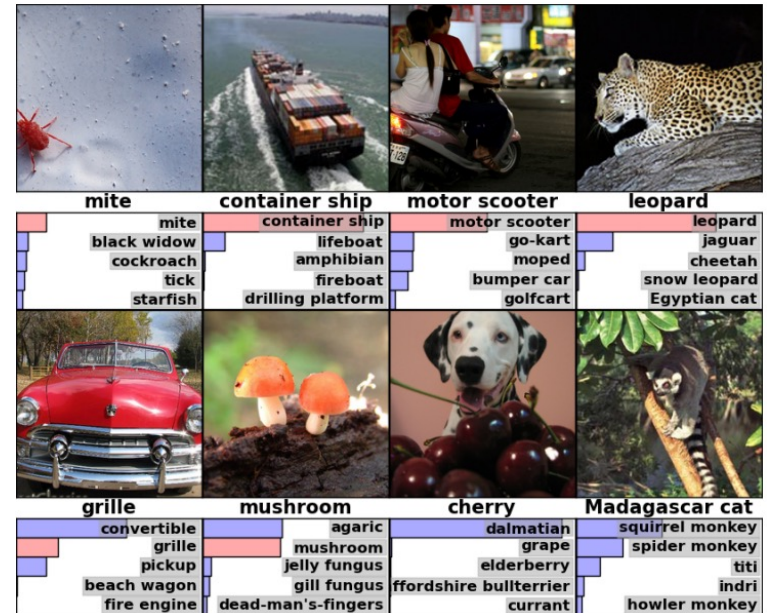 mite
mite
black widow
cockroach
tick
starfish
container ship
container ship
lifeboat
amphibian
fireboat
drilling platform
motor scooter
motor scooter
go-kart
moped
bumper car
golfcart
leopard
leopard
jaguar
cheetah
snow leopard
Egyptian cat
grille
convertible
grille
pickup
beach wagon
fire engine
mushroom
agaric
mushroom
jelly fungus
gill fungus
dead-man's-fingers
cherry
dalmatian
grape
elderberry
ffordshire bullterrier
currant
Madagascar cat
squirrel monkey
spider monkey
titi
indri
howler monkey